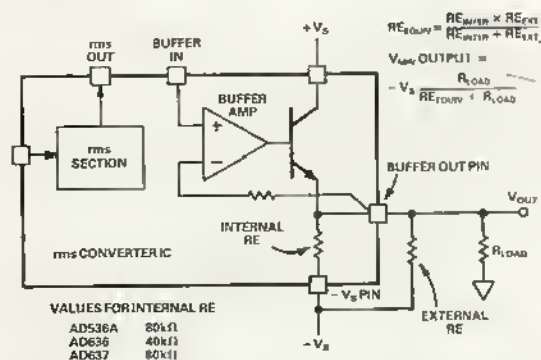 +V_S
RE_EQUIV = (RE_INTER × RE_EXT) / (RE_INTER + RE_EXT)
rms
OUT
BUFFER
IN
OUTPUT =
-V_S R_LOAD / (RE_EQUIV + R_LOAD)
BUFFER
AMP
+
−
rms
SECTION
BUFFER OUT PIN
V_OUT
INTERNAL
RE
R_LOAD
rms CONVERTER IC
−V_S PIN
EXTERNAL
RE
VALUES FOR INTERNAL RE
AD536A 80kΩ
AD636 40kΩ
AD637 80kΩ
−V_S